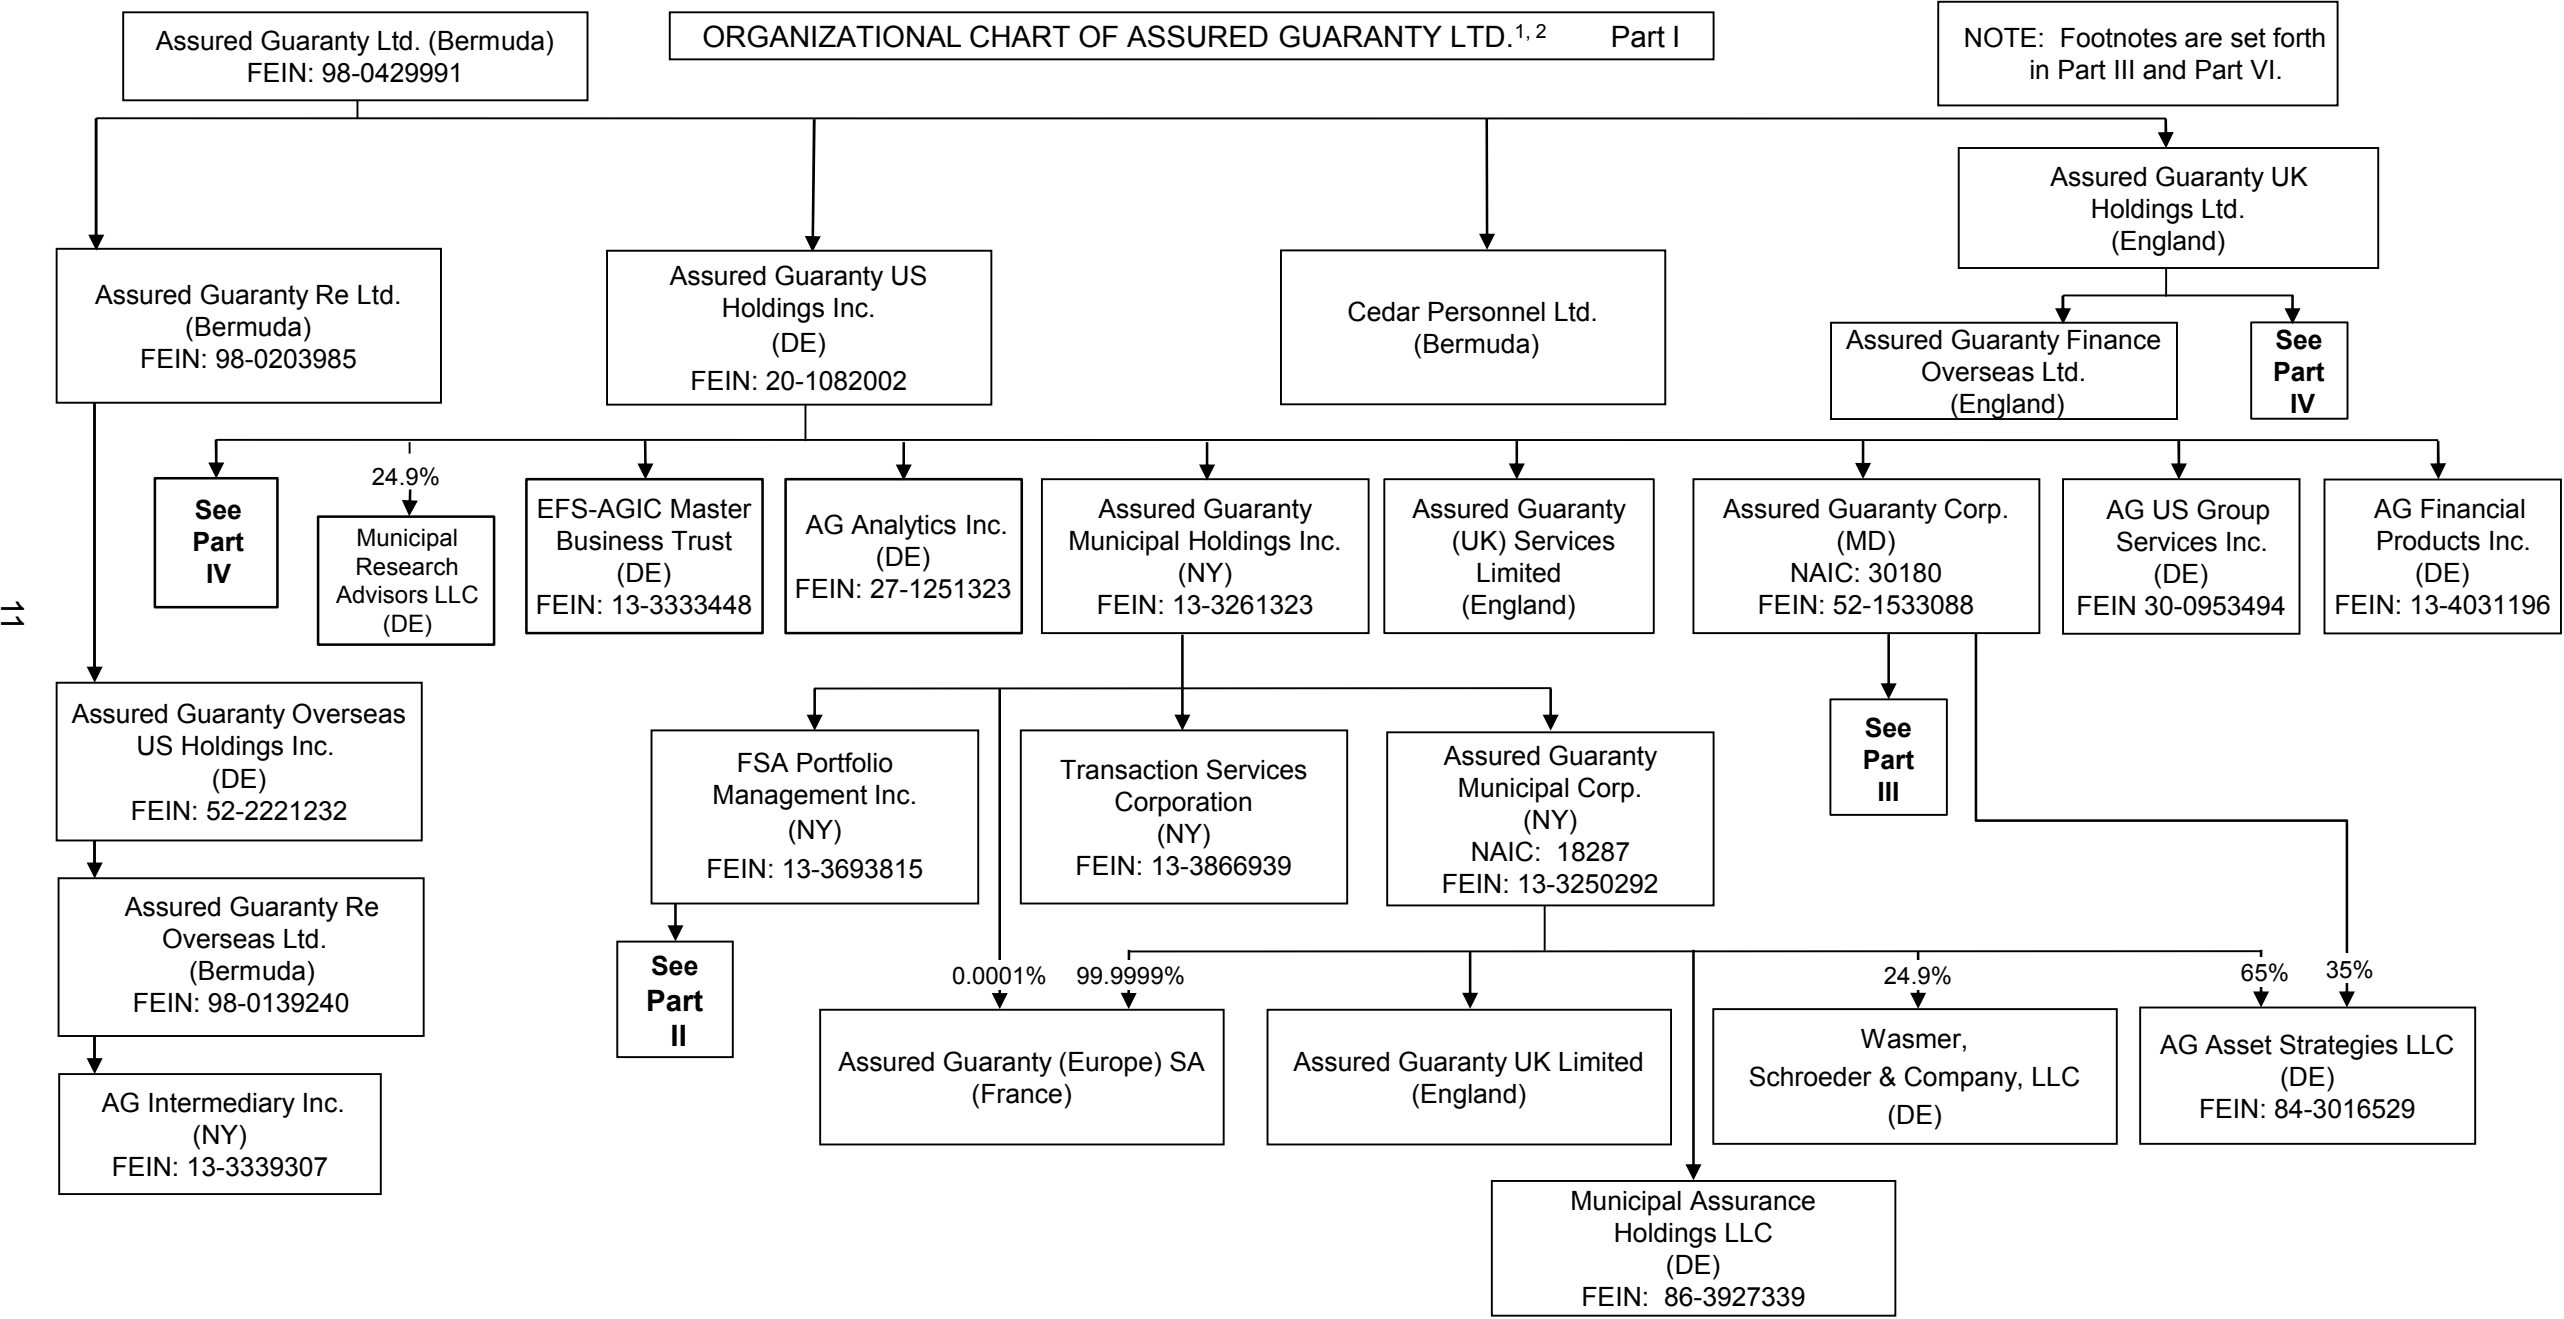 Assured Guaranty Ltd. (Bermuda)
FEIN: 98-0429991
ORGANIZATIONAL CHART OF ASSURED GUARANTY LTD.1, 2 Part I
NOTE: Footnotes are set forth
in Part III and Part VI.
Assured Guaranty UK
Holdings Ltd.
(England)
Assured Guaranty Re Ltd.
(Bermuda)
FEIN: 98-0203985
Assured Guaranty US
Holdings Inc.
(DE)
FEIN: 20-1082002
Cedar Personnel Ltd.
(Bermuda)
Assured Guaranty Finance
Overseas Ltd.
(England)
See
Part
IV
See
Part
IV
24.9%
Municipal
Research
Advisors LLC
(DE)
EFS-AGIC Master
Business Trust
(DE)
FEIN: 13-3333448
AG Analytics Inc.
(DE)
FEIN: 27-1251323
Assured Guaranty
Municipal Holdings Inc.
(NY)
FEIN: 13-3261323
Assured Guaranty
(UK) Services
Limited
(England)
Assured Guaranty Corp.
(MD)
NAIC: 30180
FEIN: 52-1533088
AG US Group
Services Inc.
(DE)
FEIN 30-0953494
AG Financial
Products Inc.
(DE)
FEIN: 13-4031196
11
Assured Guaranty Overseas
US Holdings Inc.
(DE)
FEIN: 52-2221232
FSA Portfolio
Management Inc.
(NY)
FEIN: 13-3693815
Transaction Services
Corporation
(NY)
FEIN: 13-3866939
Assured Guaranty
Municipal Corp.
(NY)
NAIC: 18287
FEIN: 13-3250292
See
Part
III
Assured Guaranty Re
Overseas Ltd.
(Bermuda)
FEIN: 98-0139240
See
Part
II
0.0001%
99.9999%
24.9%
65%
35%
Assured Guaranty (Europe) SA
(France)
Assured Guaranty UK Limited
(England)
Wasmer,
Schroeder & Company, LLC
(DE)
AG Asset Strategies LLC
(DE)
FEIN: 84-3016529
AG Intermediary Inc.
(NY)
FEIN: 13-3339307
Municipal Assurance
Holdings LLC
(DE)
FEIN: 86-3927339